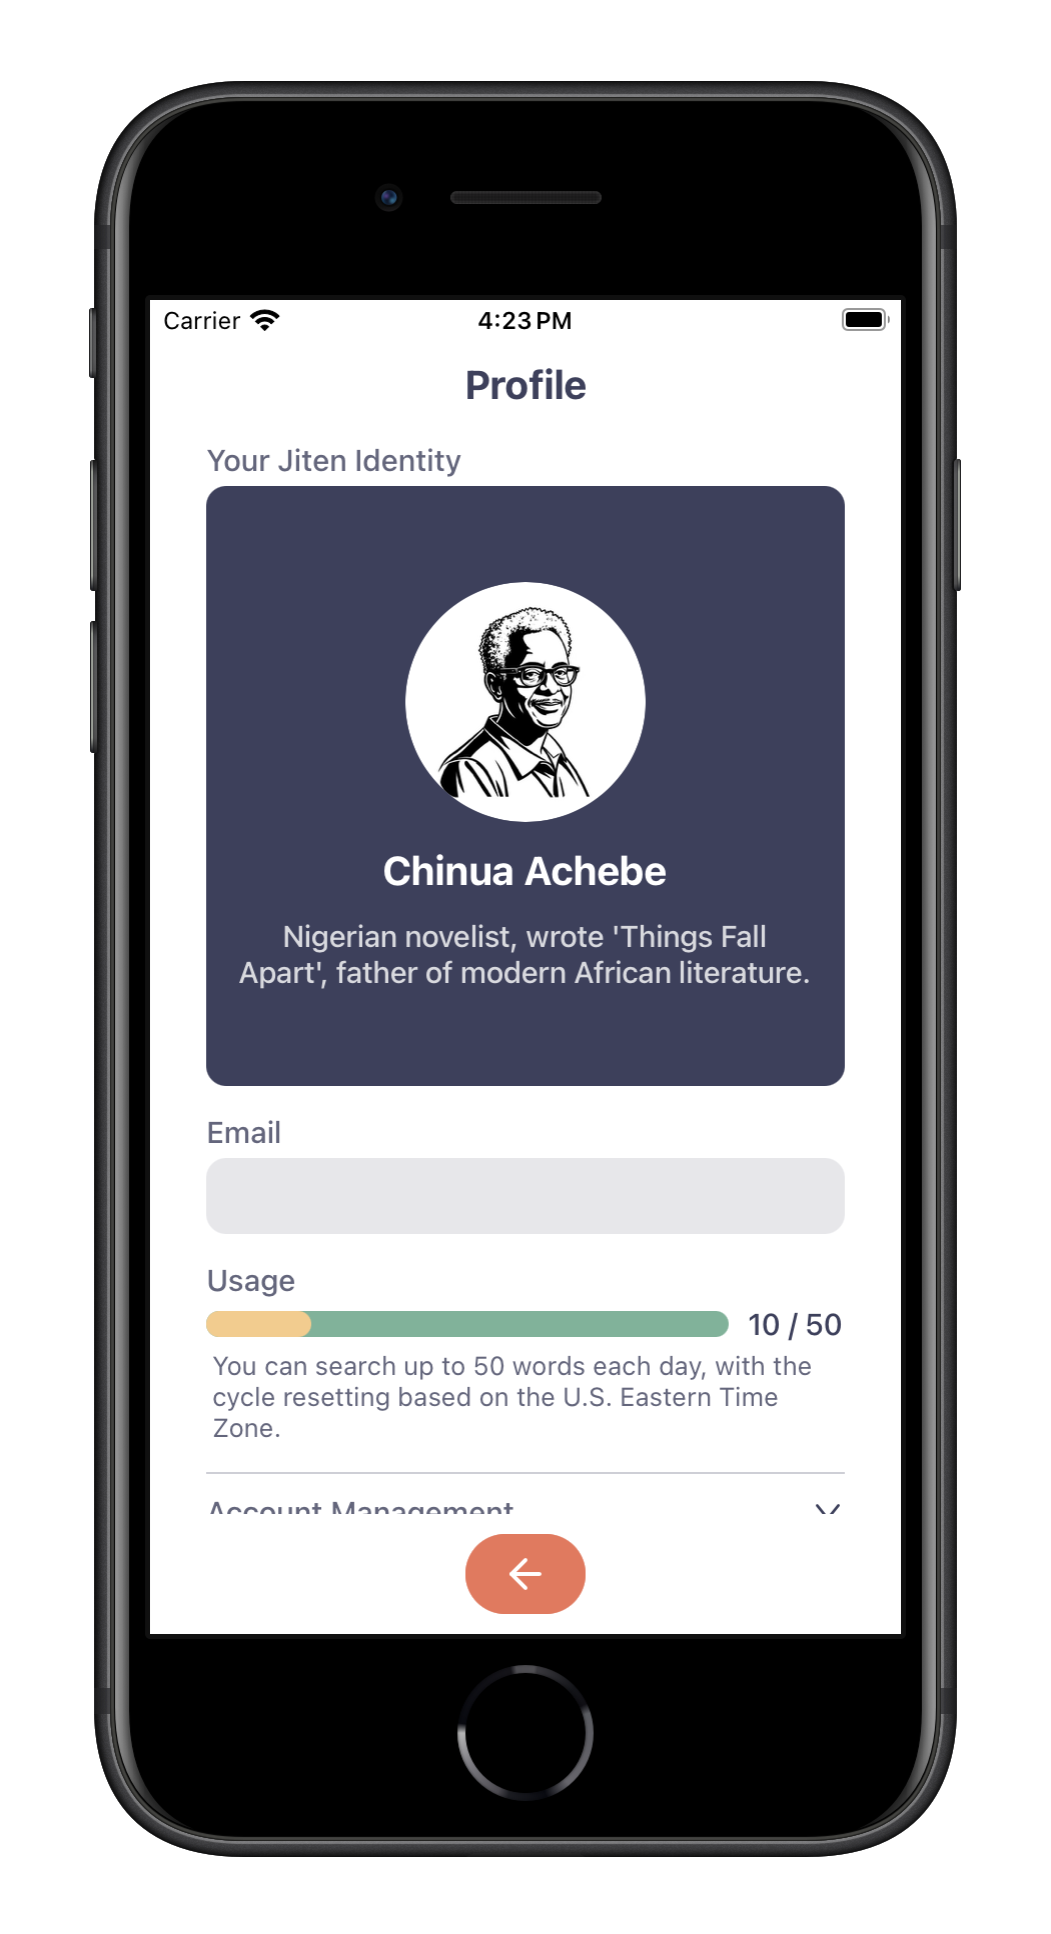 Carrier 4:23 PM
Profile
Your Jiten Identity
Chinua Achebe
Nigerian novelist, wrote 'Things Fall
Apart', father of modern African literature.
Email
Usage
10 / 50
You can search up to 50 words each day, with the
cycle resetting based on the U.S. Eastern Time
Zone.
Account Management